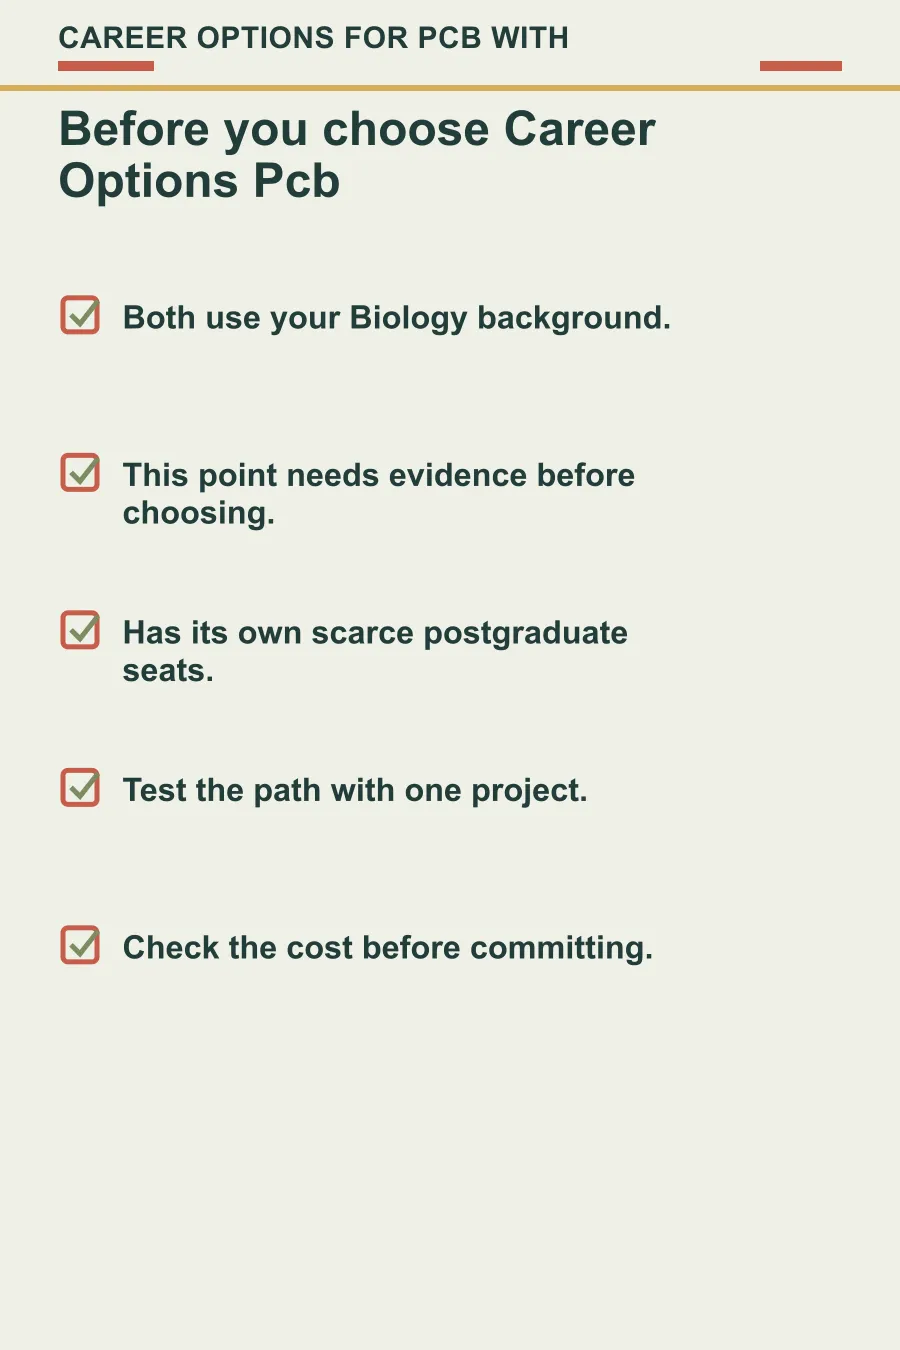 CAREER OPTIONS FOR PCB WITH
Before you choose Career
Options Pcb
Both use your Biology background.
This point needs evidence before
choosing.
Has its own scarce postgraduate
seats.
Test the path with one project.
Check the cost before committing.